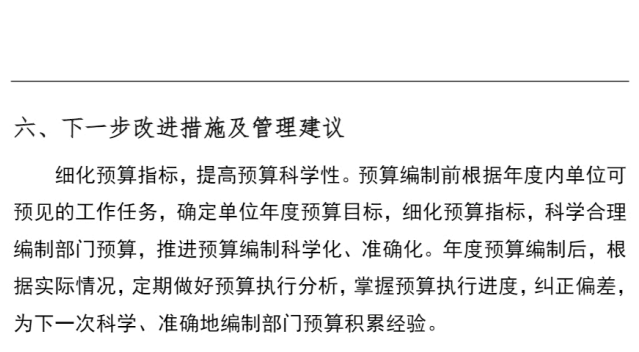 六、下一步改进措施及管理建议
细化预算指标，提高预算科学性。预算编制前根据年度内单位可
预见的工作任务，确定单位年度预算目标，细化预算指标，科学合理
编制部门预算，推进预算编制科学化、准确化。年度预算编制后，根
据实际情况，定期做好预算执行分析，掌握预算执行进度，纠正偏差，
为下一次科学、准确地编制部门预算积累经验。